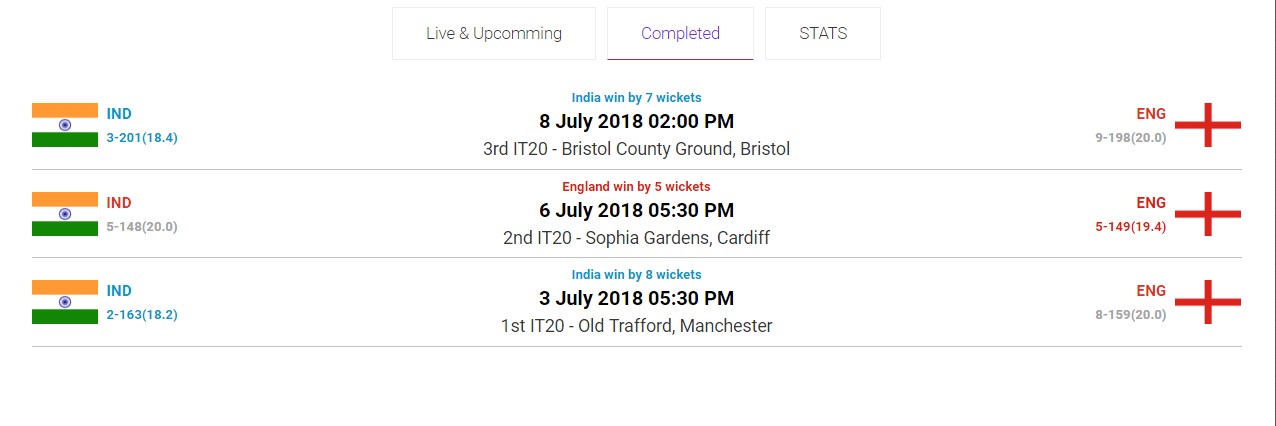 Live & Upcomming
Completed
STATS
India win by 7 wickets
IND
8 July 2018 02:00 PM
ENG
3-201(18.4)
9-198(20.0)
3rd IT20 - Bristol County Ground, Bristol
England win by 5 wickets
IND
6 July 2018 05:30 PM
ENG
5-148(20.0)
5-149(19.4)
2nd IT20 - Sophia Gardens, Cardiff
India win by 8 wickets
IND
3 July 2018 05:30 PM
ENG
2-163(18.2)
8-159(20.0)
1st IT20 - Old Trafford, Manchester